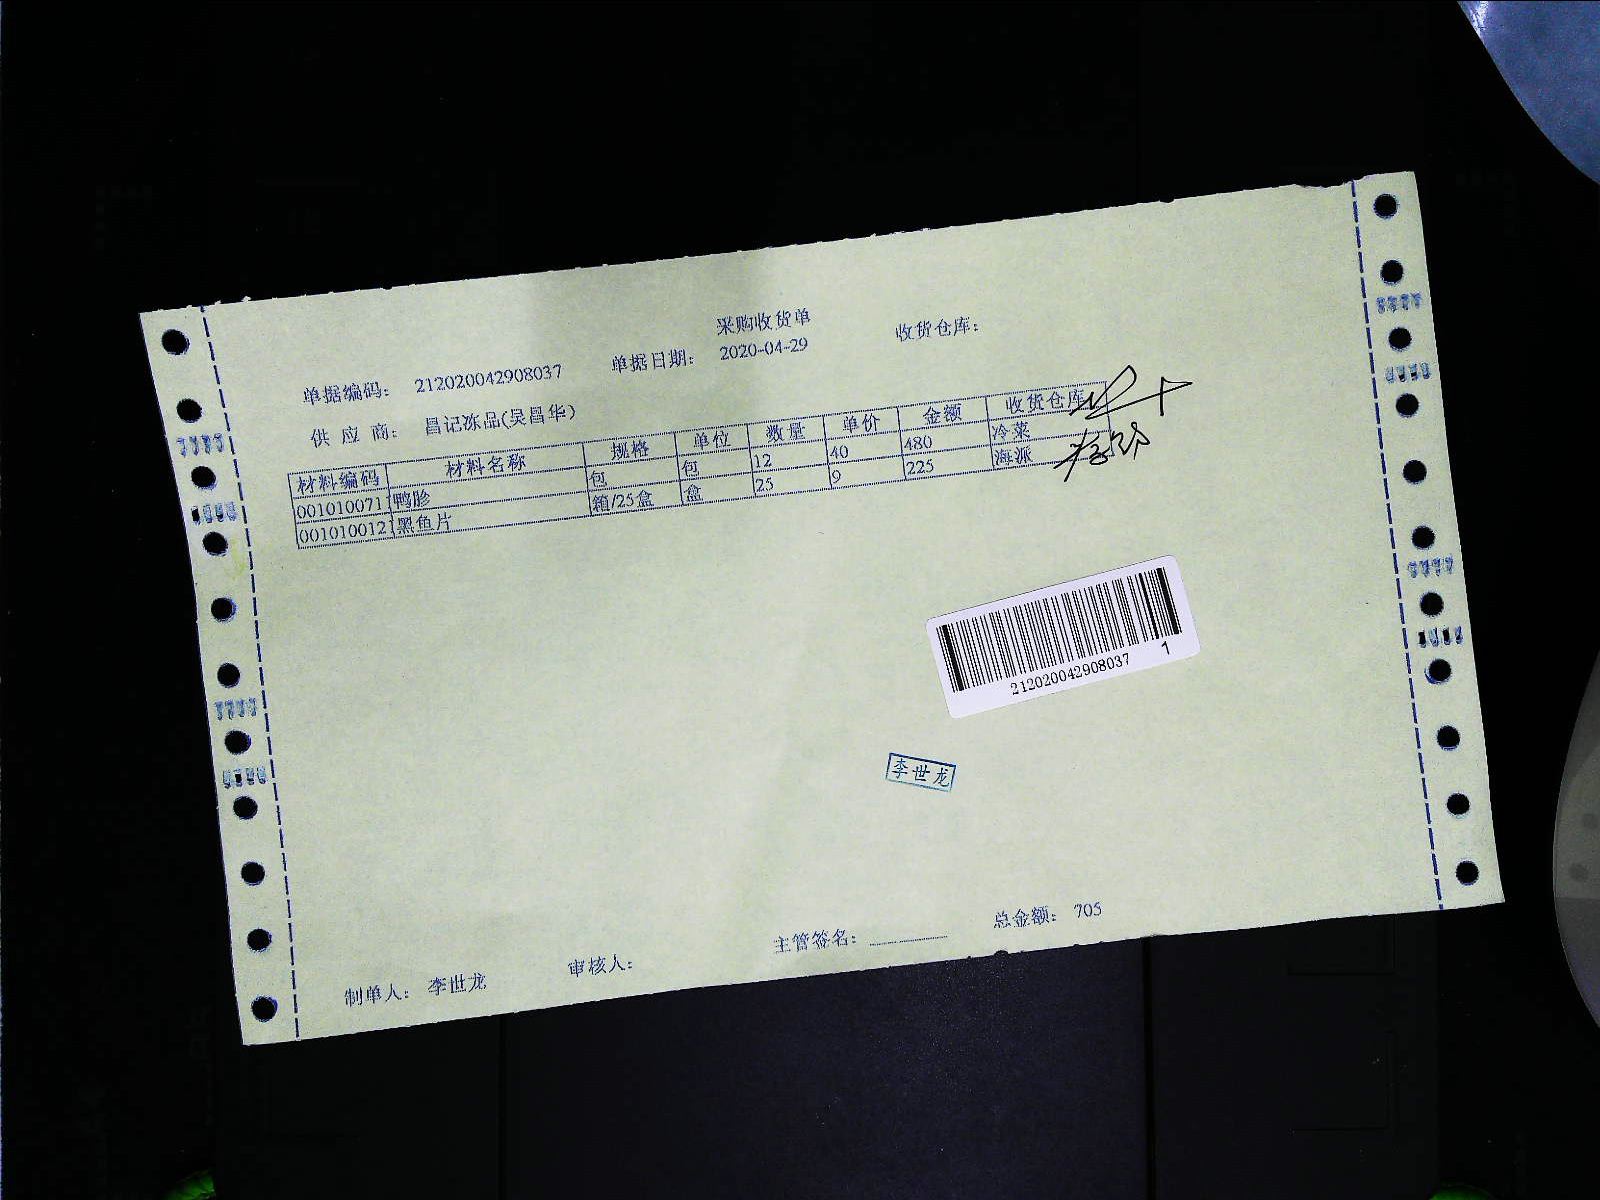 采购收货单
单据编码: 212020042908037 单据日期: 2020-04-29 收货仓库:
供应商: 昌记冻品(吴昌华)
材料编码 材料名称 规格 单位 数量 单价 金额 收货仓库
001010071 鸭胗 包 包 12 40 480 冷菜
001010012 黑鱼片 箱/25盒 盒 25 9 225 海派
212020042908037 1
李世龙
制单人: 李世龙 审核人: 主管签名: 总金额: 705